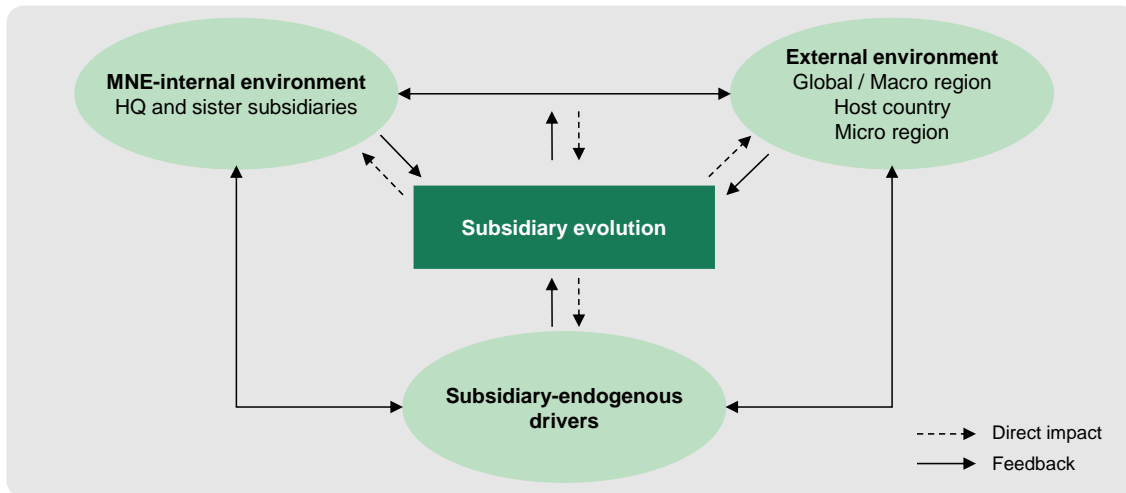 MNE-internal environment
HQ and sister subsidiaries
External environment
Global / Macro region
Host country
Micro region
Subsidiary evolution
Subsidiary-endogenous
drivers
Direct impact
Feedback